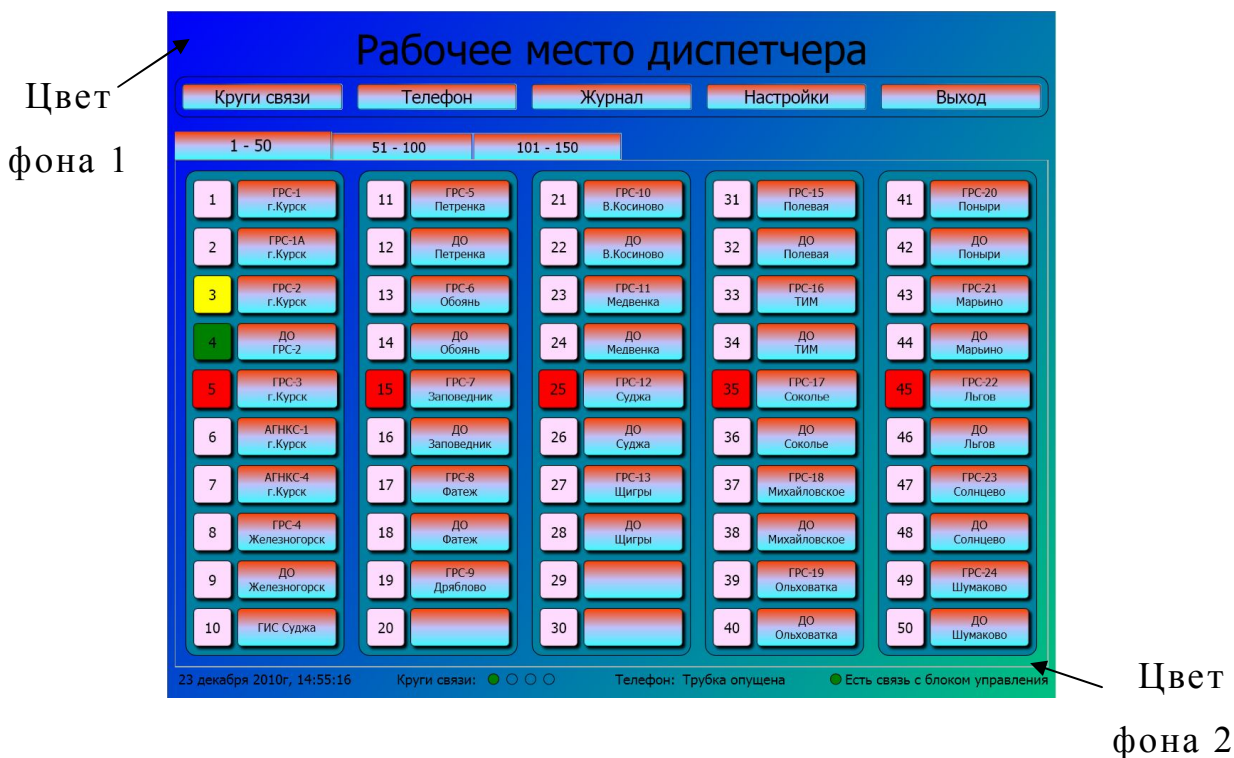 Рабочее место диспетчера
Цвет
фона 1
Круги связи Телефон Журнал Настройки Выход
1 - 50 51 - 100 101 - 150
1 ГРС-1
г.Курск
2 ГРС-1А
г.Курск
3 ГРС-2
г.Курск
4 ДО
ГРС-2
5 ГРС-3
г.Курск
6 АГНКС-1
г.Курск
7 АГНКС-4
г.Курск
8 ГРС-4
Железногорск
9 ДО
Железногорск
10 ГИС Суджа
11 ГРС-5
Петренка
12 ДО
Петренка
13 ГРС-6
Обоянь
14 ДО
Обоянь
15 ГРС-7
Заповедник
16 ДО
Заповедник
17 ГРС-8
Фатеж
18 ДО
Фатеж
19 ГРС-9
Дряблово
20
21 ГРС-10
В.Косиново
22 ДО
В.Косиново
23 ГРС-11
Медвенка
24 ДО
Медвенка
25 ГРС-12
Суджа
26 ДО
Суджа
27 ГРС-13
Щигры
28 ДО
Щигры
29
30
31 ГРС-15
Полевая
32 ДО
Полевая
33 ГРС-16
ТИМ
34 ДО
ТИМ
35 ГРС-17
Соколье
36 ДО
Соколье
37 ГРС-18
Михайловское
38 ДО
Михайловское
39 ГРС-19
Ольховатка
40 ДО
Ольховатка
41 ГРС-20
Поныри
42 ДО
Поныри
43 ГРС-21
Марьино
44 ДО
Марьино
45 ГРС-22
Льгов
46 ДО
Льгов
47 ГРС-23
Солнцево
48 ДО
Солнцево
49 ГРС-24
Шумаково
50 ДО
Шумаково
23 декабря 2010г, 14:55:16 Круги связи: Телефон: Трубка опущена Есть связь с блоком управления
Цвет
фона 2